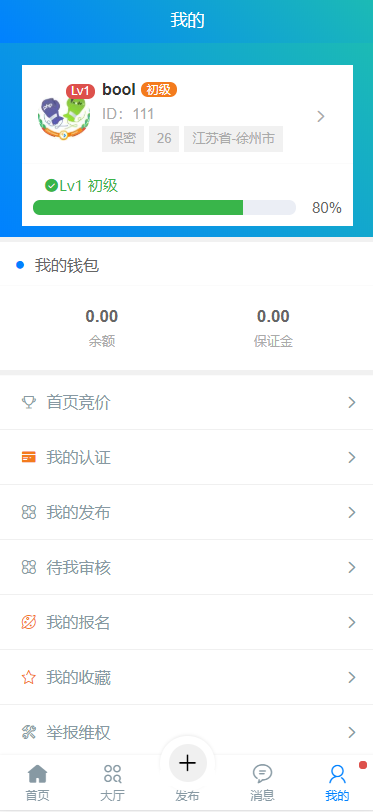 我的
Lv1
bool 初级
ID：111
保密 26 江苏省-徐州市
Lv1 初级
80%
我的钱包
0.00 0.00
余额 保证金
首页竞价
我的认证
我的发布
待我审核
我的报名
我的收藏
举报维权
首页 大厅 发布 消息 我的